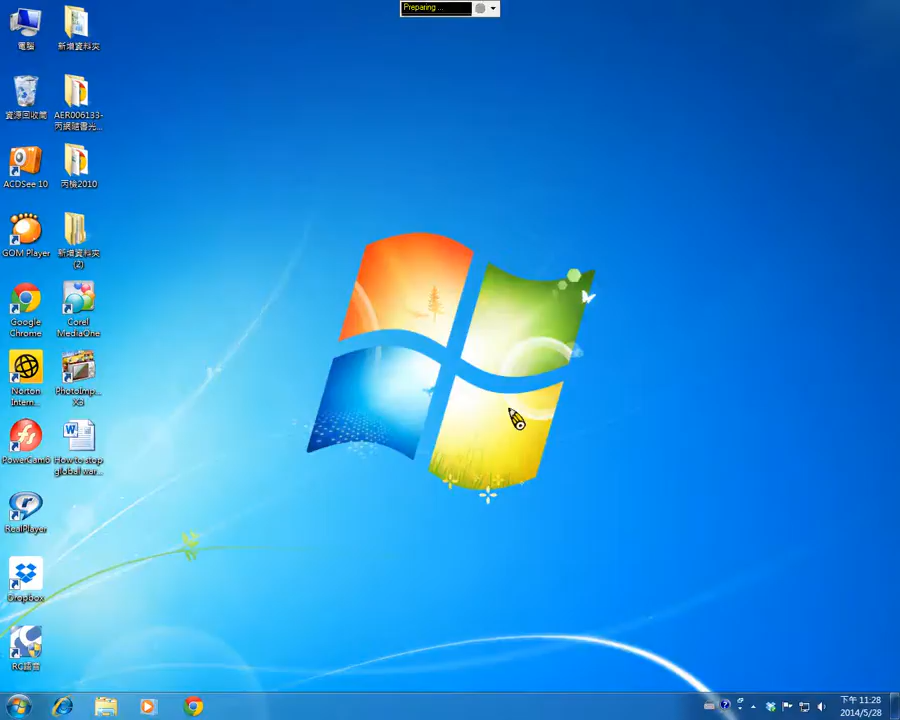 Preparing ...
電腦
新增資料夾
資源回收筒
AER006133-
丙網籬書光...
ACDSee 10
丙檢2010
GOM Player
新增資料夾
(2)
Google
Chrome
Corel
MediaOne
Norton
Intern...
PhotoImp...
X3
PowerCam6
How to stop
global war...
RealPlayer
Dropbox
RC語音
下午 11:28
2014/5/28